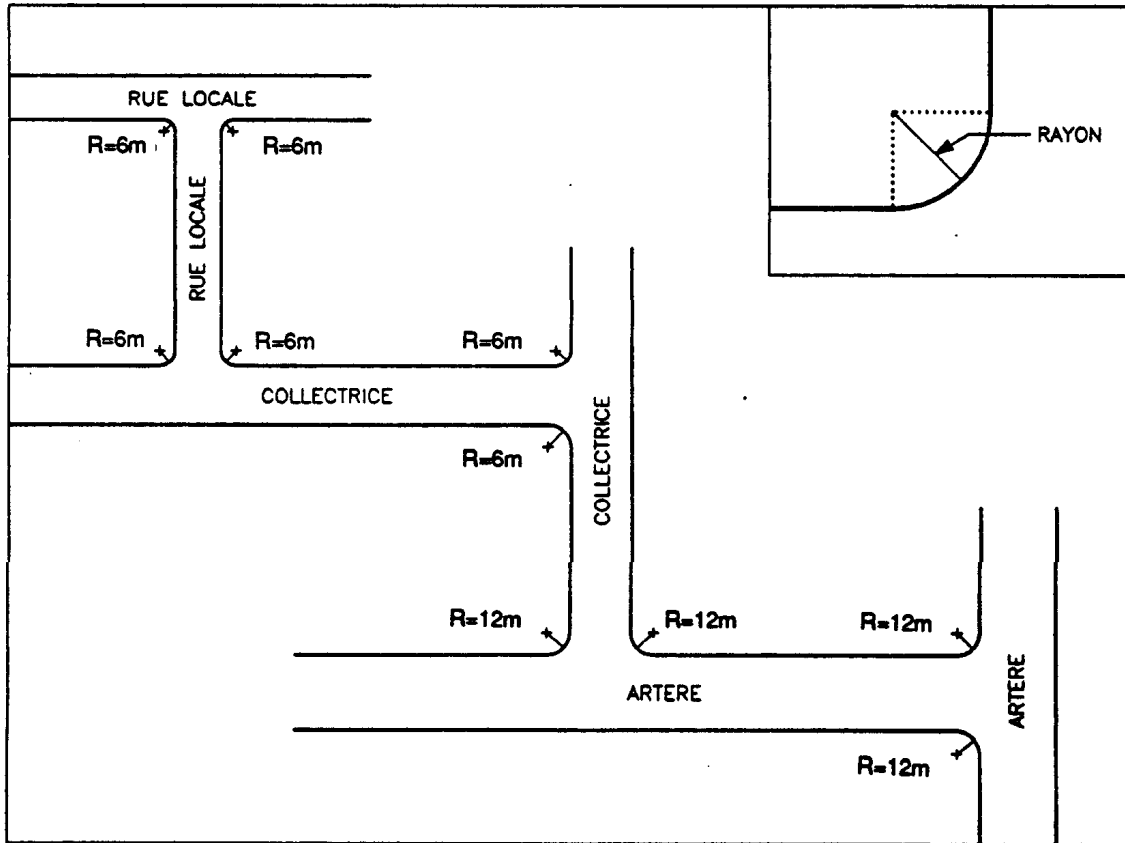 RUE LOCALE
R=6m
R=6m
RAYON
RUE LOCALE
R=6m
R=6m
R=6m
COLLECTRICE
R=6m
COLLECTRICE
R=12m
R=12m
R=12m
ARTERE
ARTERE
R=12m